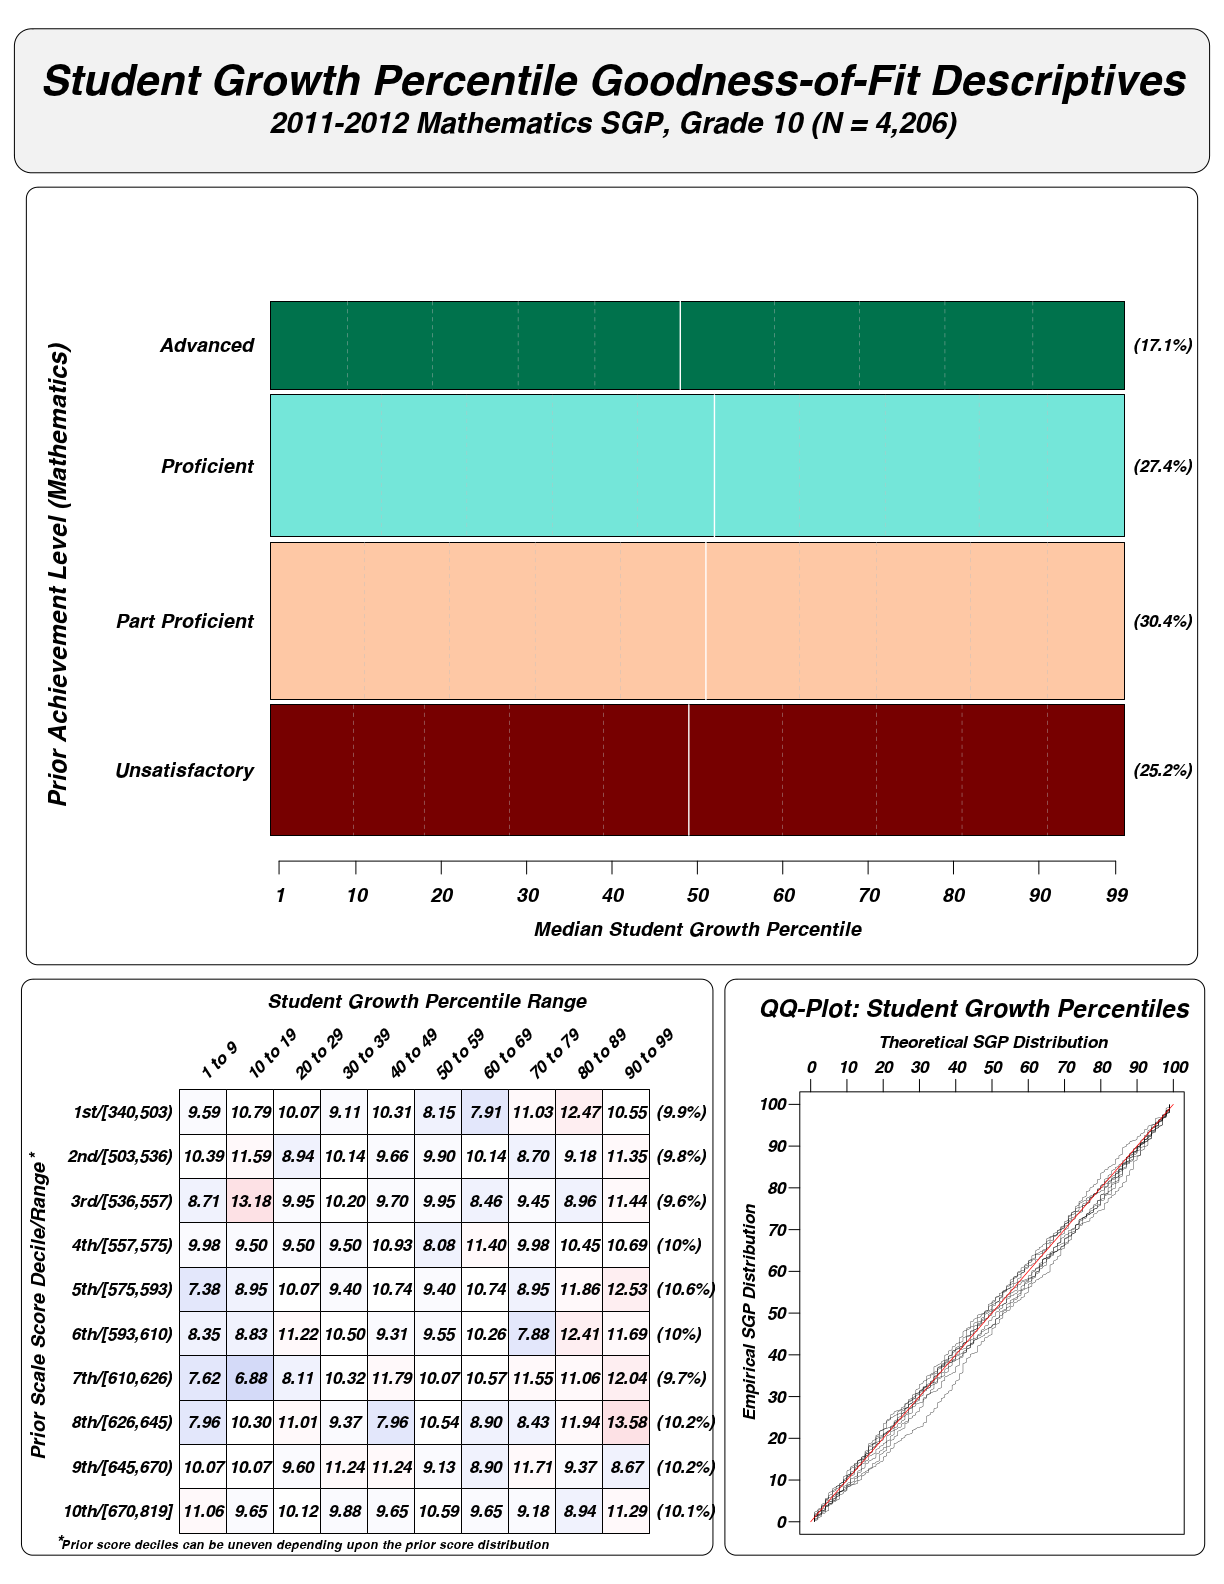 Student Growth Percentile Goodness-of-Fit Descriptives
2011-2012 Mathematics SGP, Grade 10 (N = 4,206)
Prior Achievement Level (Mathematics)
Advanced (17.1%)
Proficient (27.4%)
Part Proficient (30.4%)
Unsatisfactory (25.2%)
1 10 20 30 40 50 60 70 80 90 99
Median Student Growth Percentile
Student Growth Percentile Range
1 to 9 10 to 19 20 to 29 30 to 39 40 to 49 50 to 59 60 to 69 70 to 79 80 to 89 90 to 99
Prior Scale Score Decile/Range*
1st/[340,503) 9.59 10.79 10.07 9.11 10.31 8.15 7.91 11.03 12.47 10.55 (9.9%)
2nd/[503,536) 10.39 11.59 8.94 10.14 9.66 9.90 10.14 8.70 9.18 11.35 (9.8%)
3rd/[536,557) 8.71 13.18 9.95 10.20 9.70 9.95 8.46 9.45 8.96 11.44 (9.6%)
4th/[557,575) 9.98 9.50 9.50 9.50 10.93 8.08 11.40 9.98 10.45 10.69 (10%)
5th/[575,593) 7.38 8.95 10.07 9.40 10.74 9.40 10.74 8.95 11.86 12.53 (10.6%)
6th/[593,610) 8.35 8.83 11.22 10.50 9.31 9.55 10.26 7.88 12.41 11.69 (10%)
7th/[610,626) 7.62 6.88 8.11 10.32 11.79 10.07 10.57 11.55 11.06 12.04 (9.7%)
8th/[626,645) 7.96 10.30 11.01 9.37 7.96 10.54 8.90 8.43 11.94 13.58 (10.2%)
9th/[645,670) 10.07 10.07 9.60 11.24 11.24 9.13 8.90 11.71 9.37 8.67 (10.2%)
10th/[670,819] 11.06 9.65 10.12 9.88 9.65 10.59 9.65 9.18 8.94 11.29 (10.1%)
*Prior score deciles can be uneven depending upon the prior score distribution
QQ-Plot: Student Growth Percentiles
Theoretical SGP Distribution
0 10 20 30 40 50 60 70 80 90 100
Empirical SGP Distribution
100
90
80
70
60
50
40
30
20
10
0